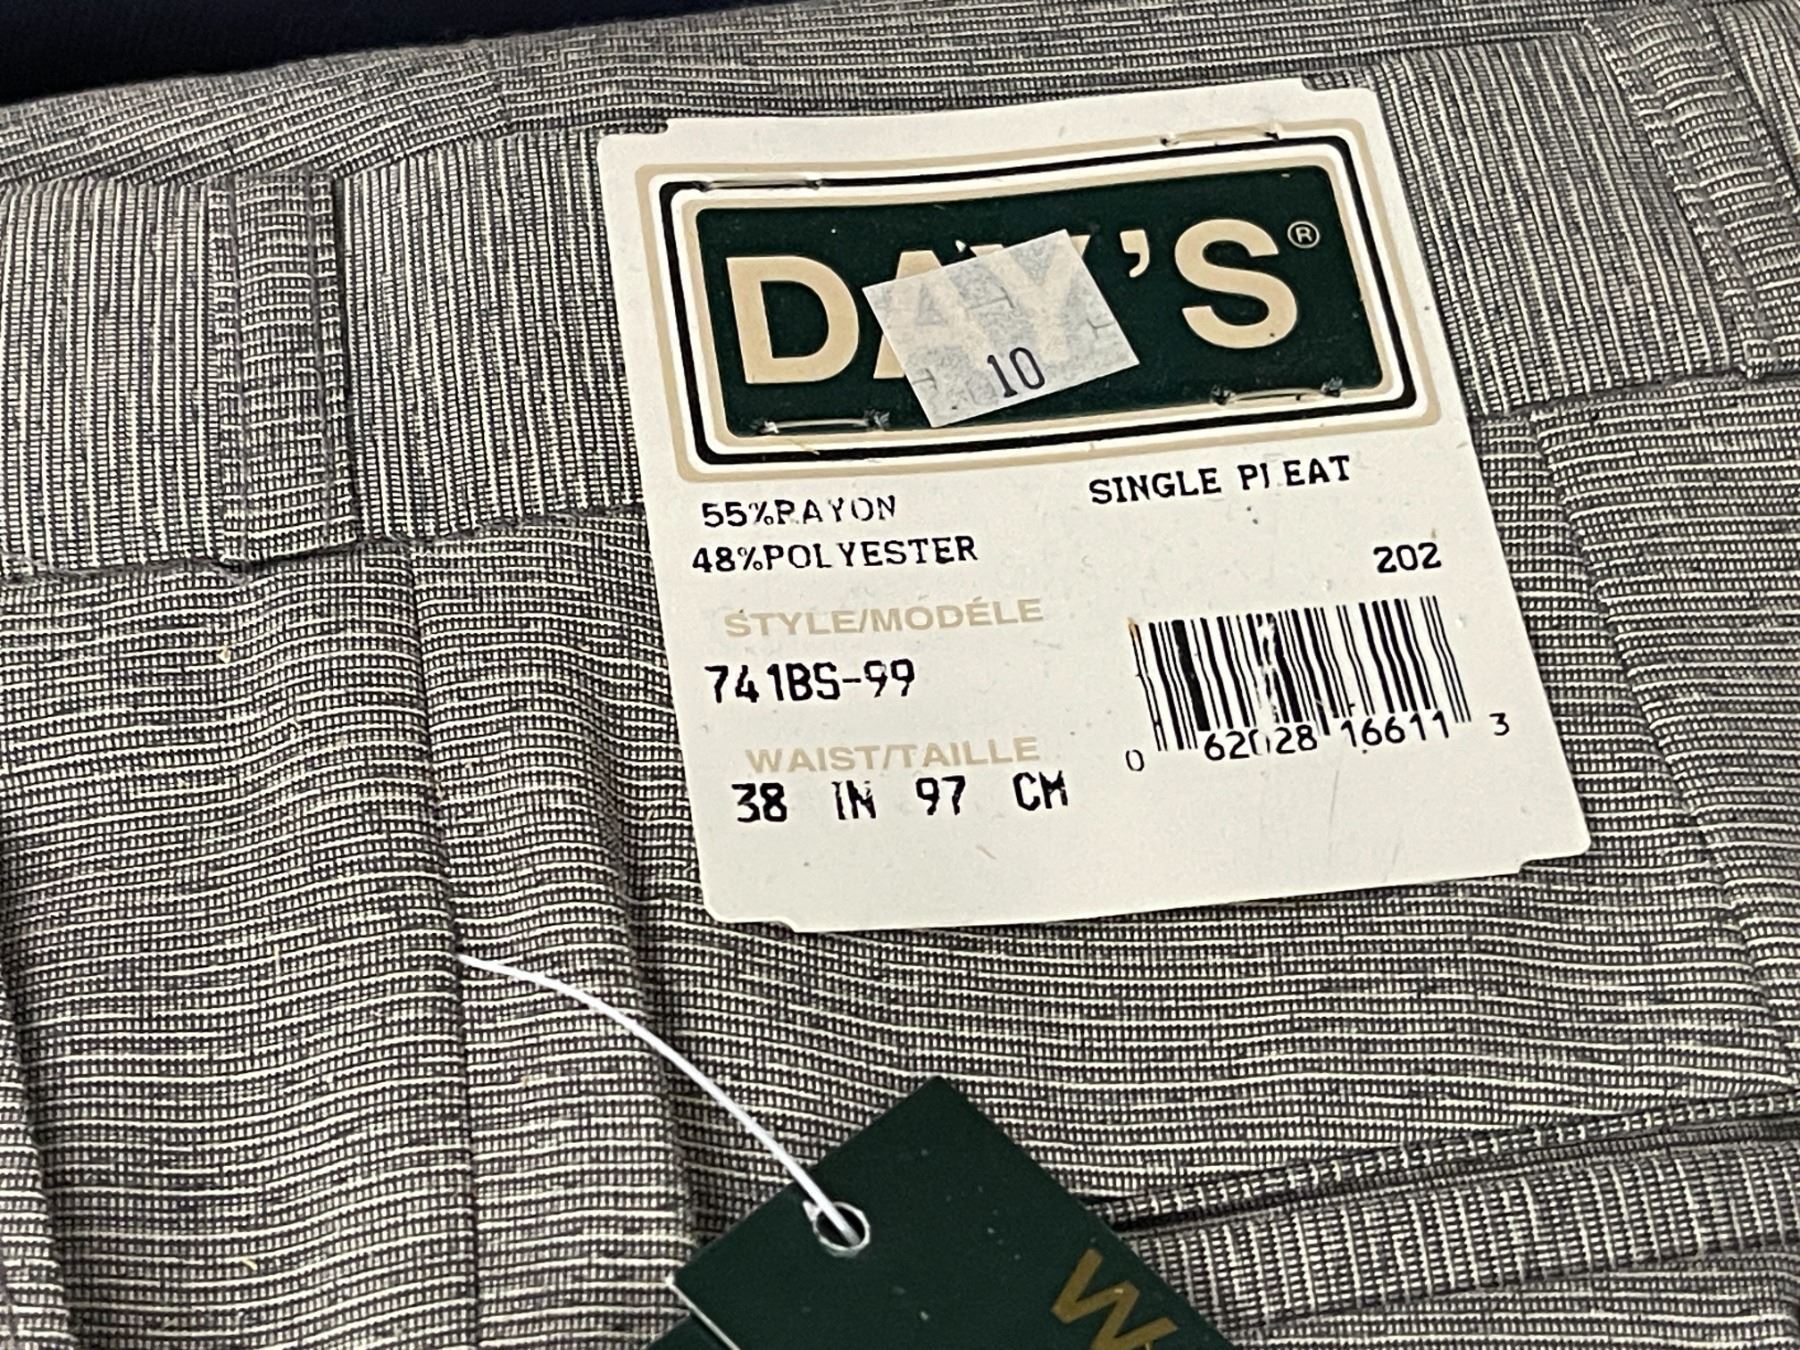 DAY'S®
10
55%RAYON
48%POLYESTER
SINGLE PLEAT
202
STYLE/MODÉLE
741BS-99
WAIST/TAILLE
38 IN 97 CM
0 62028 16611 3
W